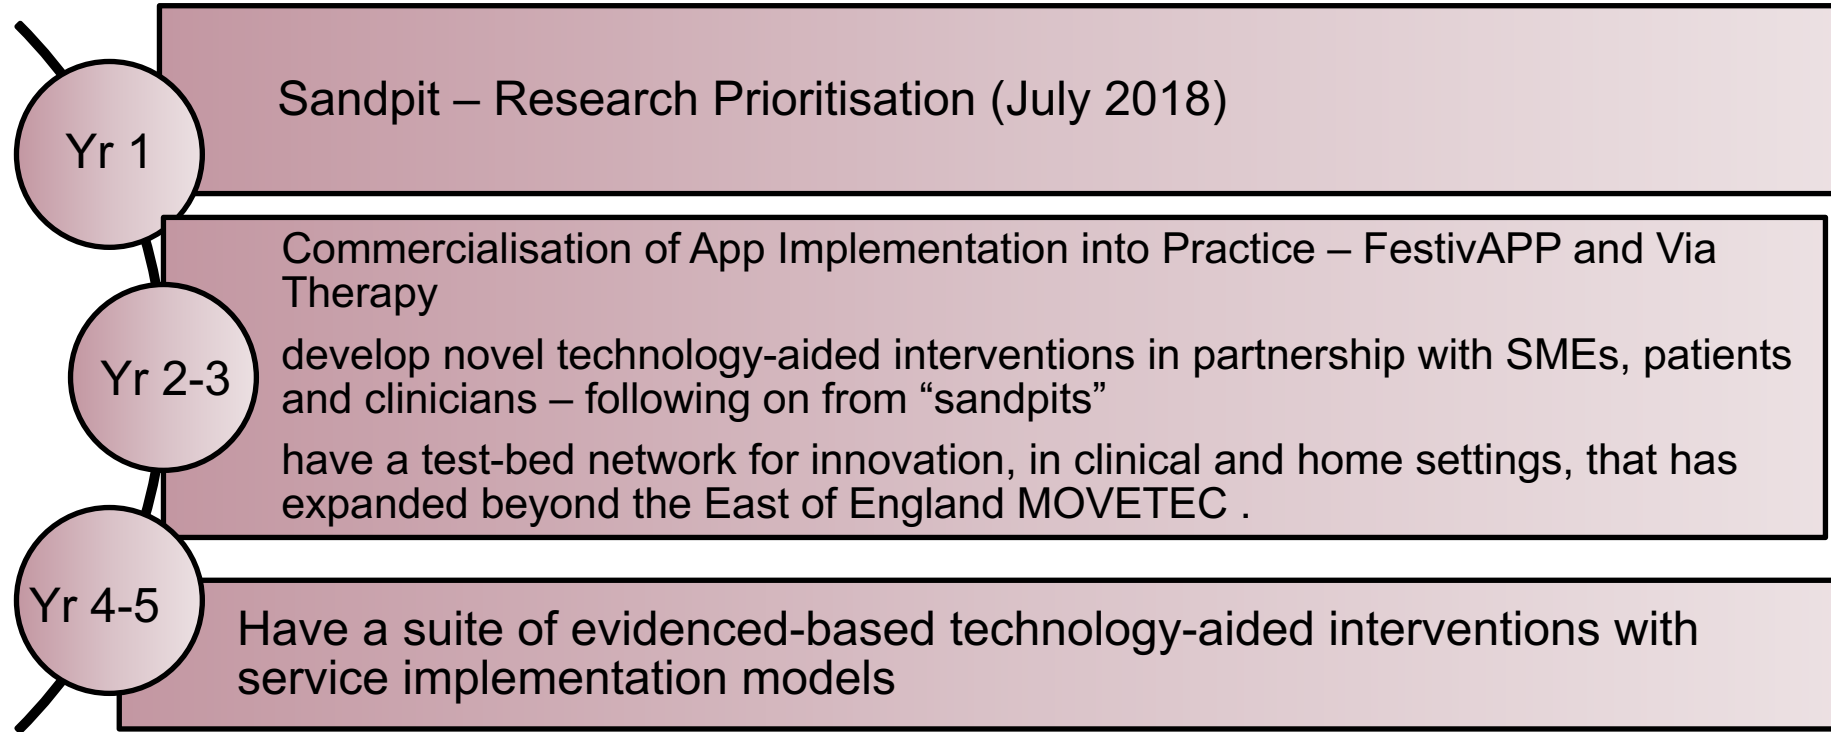 Yr 1
Sandpit – Research Prioritisation (July 2018)
Yr 2-3
Commercialisation of App Implementation into Practice – FestivAPP and Via
Therapy
develop novel technology-aided interventions in partnership with SMEs, patients
and clinicians – following on from “sandpits”
have a test-bed network for innovation, in clinical and home settings, that has
expanded beyond the East of England MOVETEC .
Yr 4-5
Have a suite of evidenced-based technology-aided interventions with
service implementation models